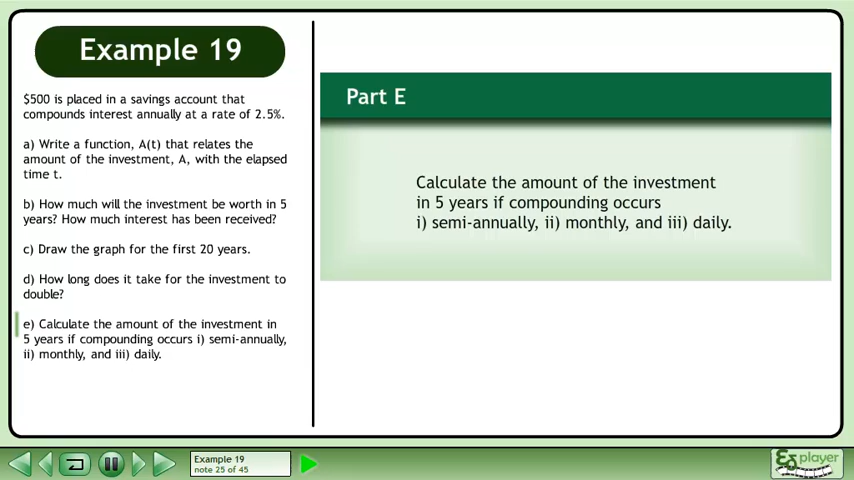 Example 19
$500 is placed in a savings account that
compounds interest annually at a rate of 2.5%.
a) Write a function, A(t) that relates the
amount of the investment, A, with the elapsed
time t.
b) How much will the investment be worth in 5
years? How much interest has been received?
c) Draw the graph for the first 20 years.
d) How long does it take for the investment to
double?
e) Calculate the amount of the investment in
5 years if compounding occurs i) semi-annually,
ii) monthly, and iii) daily.
Part E
Calculate the amount of the investment
in 5 years if compounding occurs
i) semi-annually, ii) monthly, and iii) daily.
Example 19
note 25 of 45
player